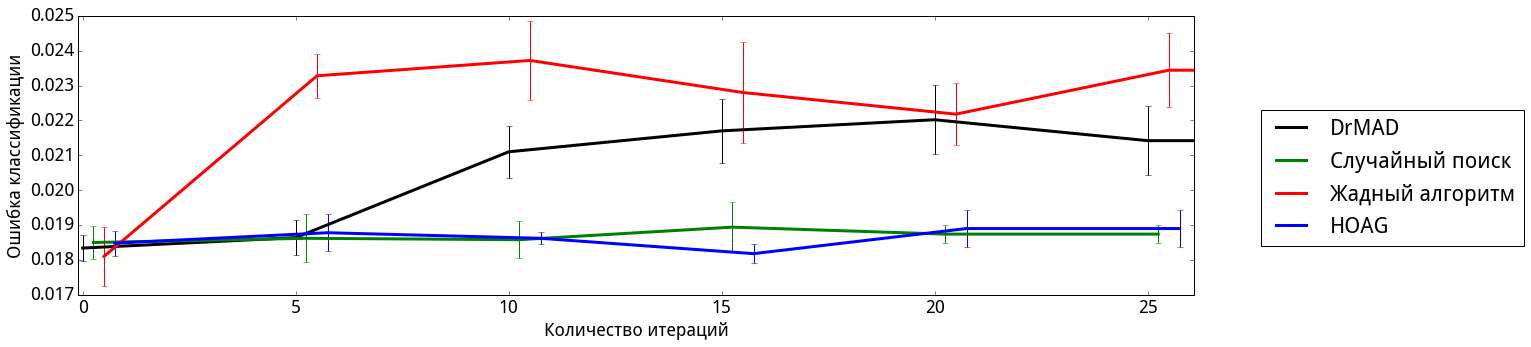 0.025
0.024
0.023
0.022
0.021
0.020
0.019
0.018
0.017
Ошибка классификации
0 5 10 15 20 25
Количество итераций
DrMAD
Случайный поиск
Жадный алгоритм
HOAG